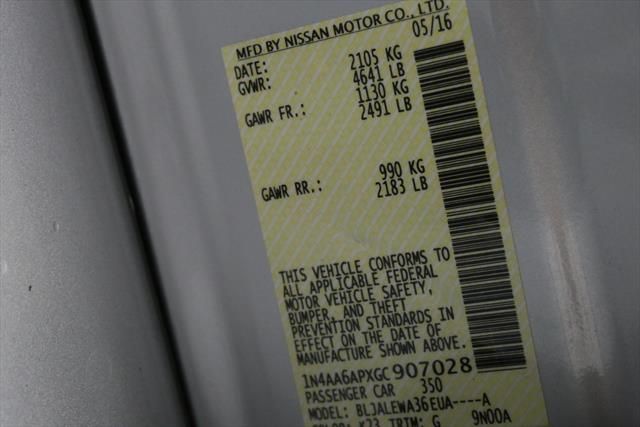 MFD BY NISSAN MOTOR CO., LTD.
DATE: 05/16
GVWR: 2105 KG
4641 LB
GAWR FR.: 1130 KG
2491 LB
GAWR RR.: 990 KG
2183 LB
THIS VEHICLE CONFORMS TO
ALL APPLICABLE FEDERAL
MOTOR VEHICLE SAFETY,
BUMPER, AND THEFT
PREVENTION STANDARDS IN
EFFECT ON THE DATE OF
MANUFACTURE SHOWN ABOVE.
1N4AA6APXGC907028
PASSENGER CAR 350
MODEL: BLJALEWA36EUA----A
COLOR: K23 TRIM: G 9N00A